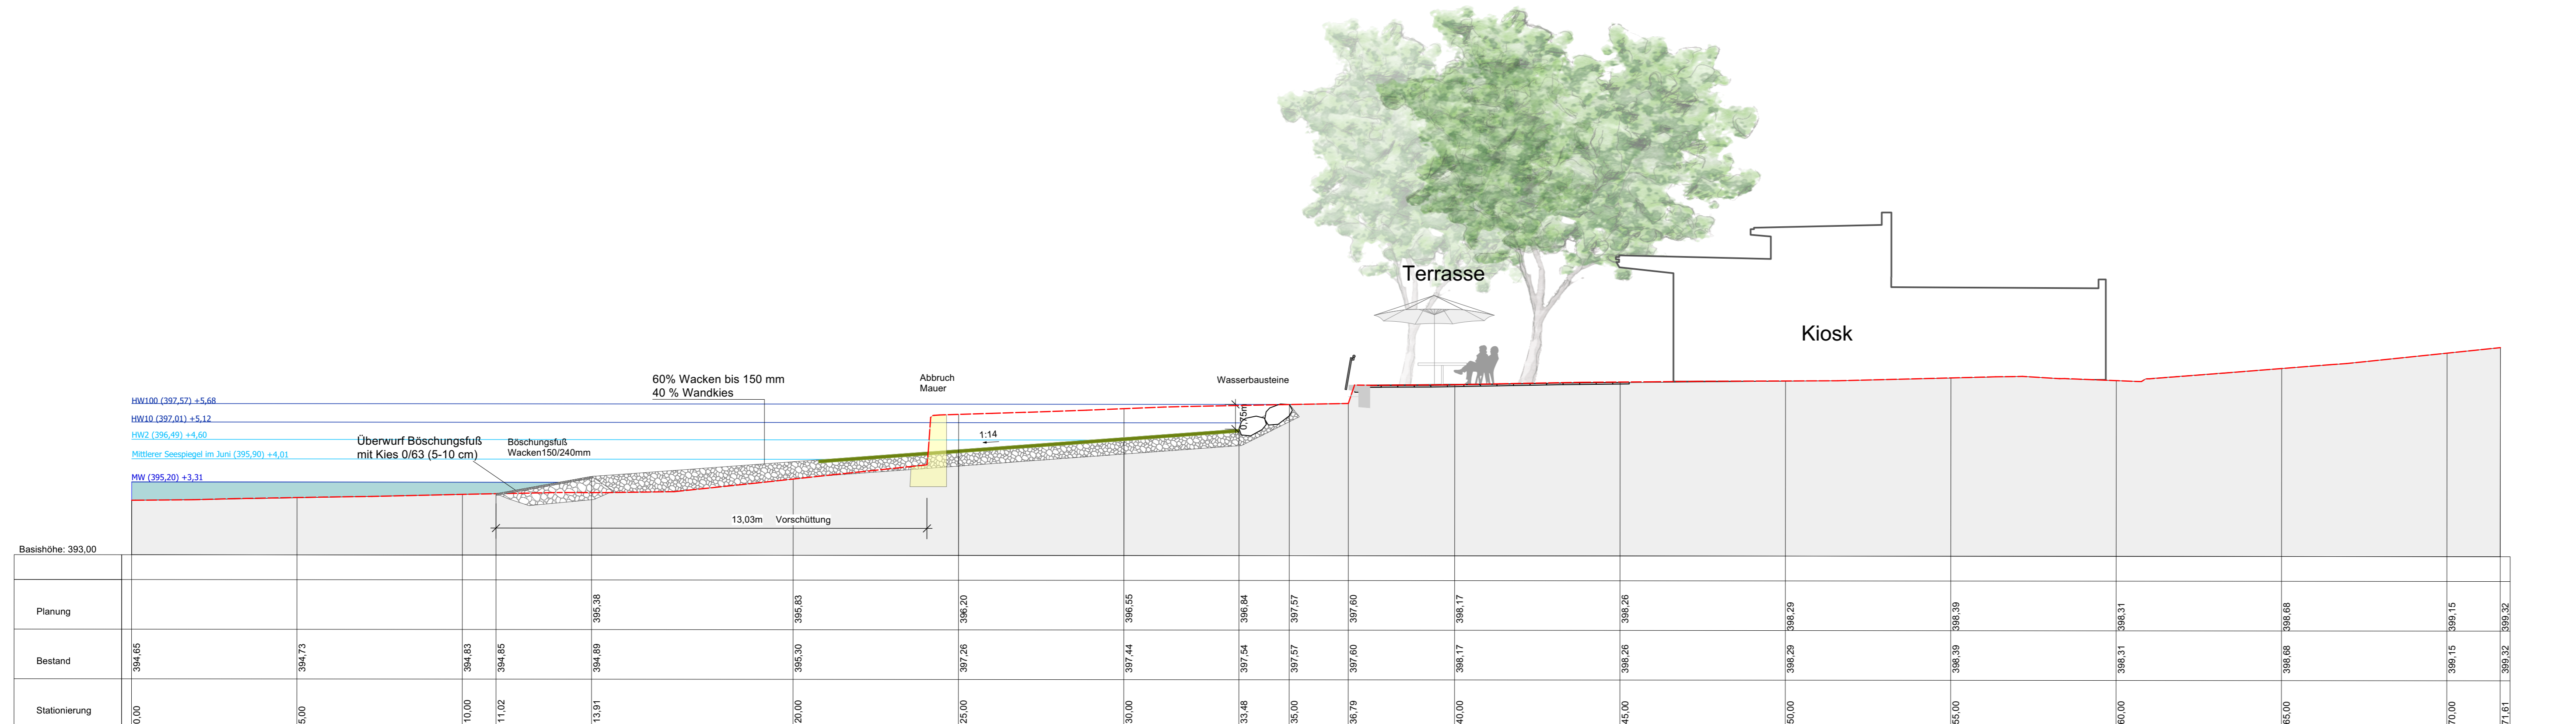 Terrasse
Kiosk
60% Wacken bis 150 mm
40 % Wandkies
Abbruch
Mauer
Wasserbausteine
HW100 (397,57) +5,68
HW10 (397,01) +5,12
HW2 (396,49) +4,60
Mittlerer Seespiegel im Juni (395,90) +4,01
MW (395,20) +3,31
Überwurf Böschungsfuß
mit Kies 0/63 (5-10 cm)
Böschungsfuß
Wacken150/240mm
1:14
0,75m
13,03m Vorschüttung
Basishöhe: 393,00
Planung 395,38 395,83 396,20 396,55 396,84 397,57 397,60 398,17 398,26 398,29 398,39 398,31 398,68 399,15 399,32
Bestand 394,65 394,73 394,83 394,85 394,89 395,30 397,26 397,44 397,54 397,57 397,60 398,17 398,26 398,29 398,39 398,31 398,68 399,15 399,32
Stationierung 0,00 5,00 10,00 11,02 13,91 20,00 25,00 30,00 33,48 35,00 36,79 40,00 45,00 50,00 55,00 60,00 65,00 70,00 71,61